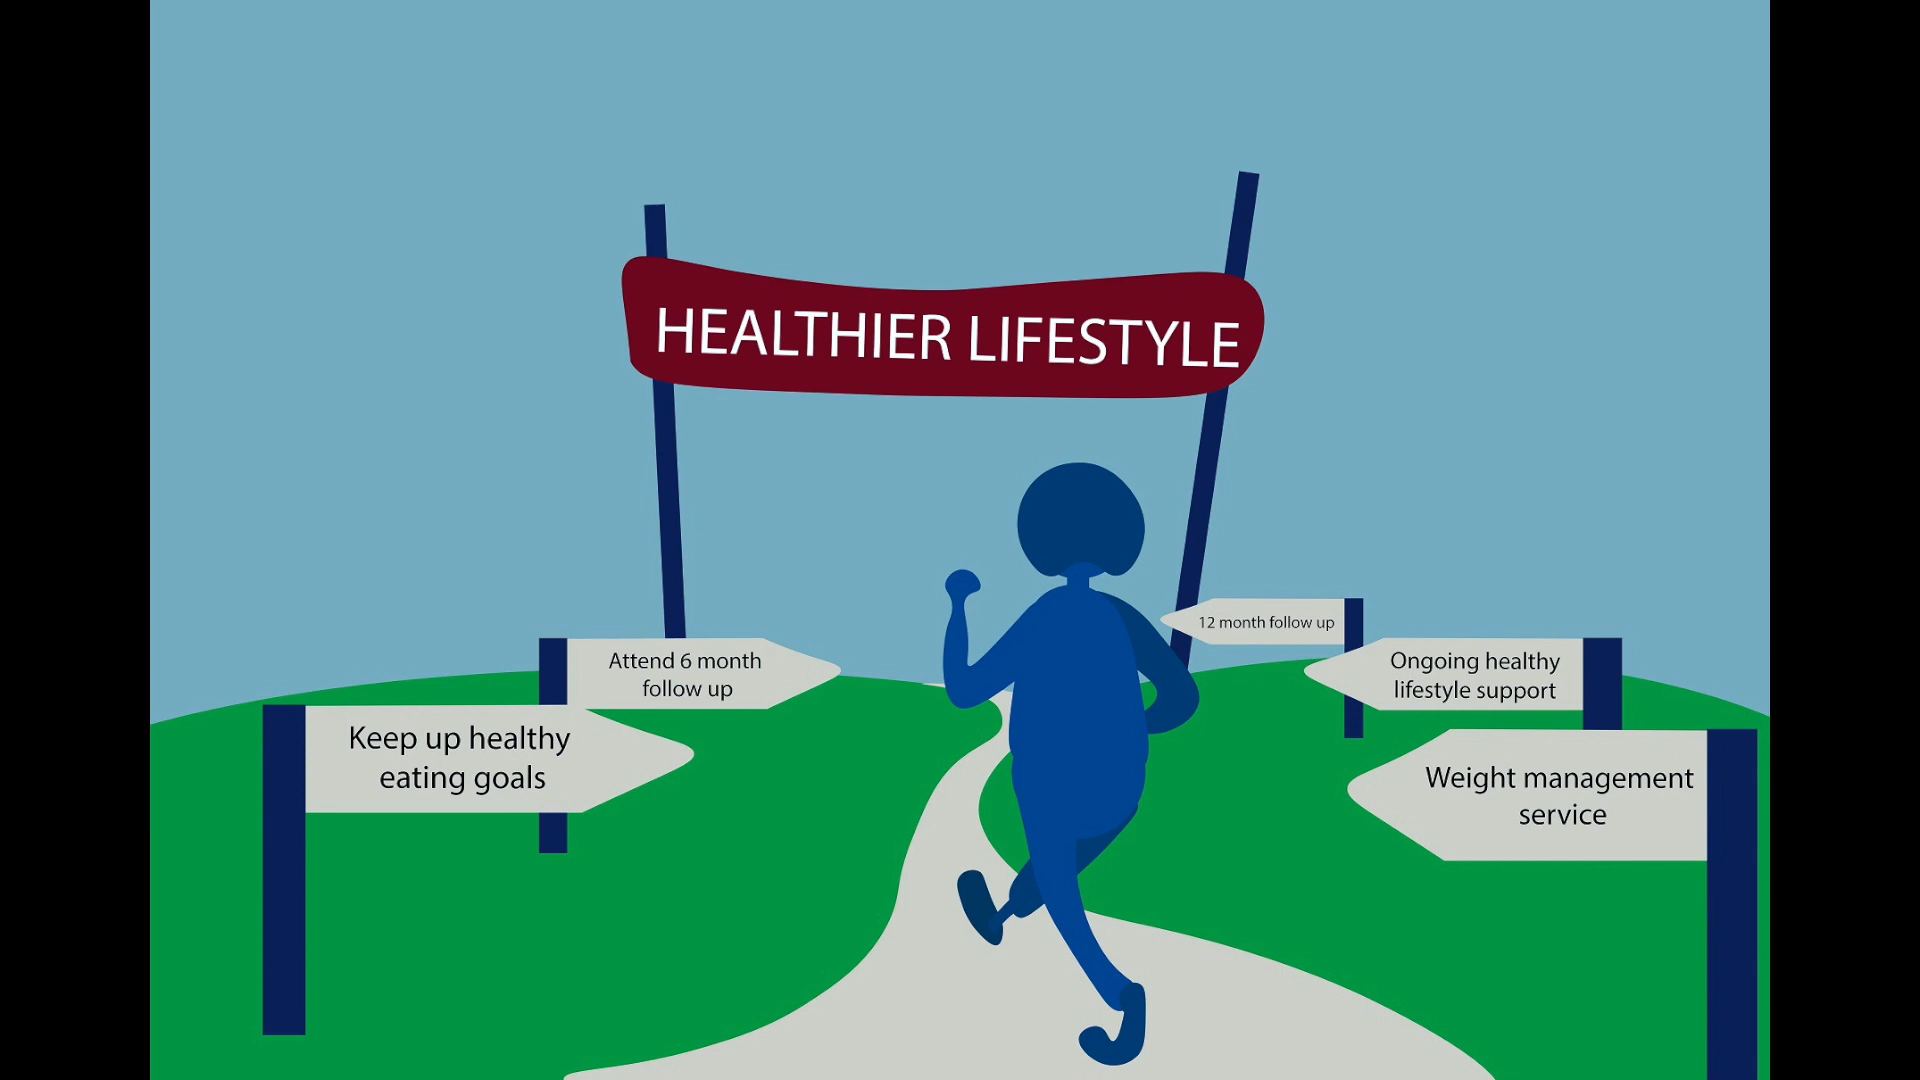 HEALTHIER LIFESTYLE
12 month follow up
Attend 6 month
follow up
Ongoing healthy
lifestyle support
Keep up healthy
eating goals
Weight management
service